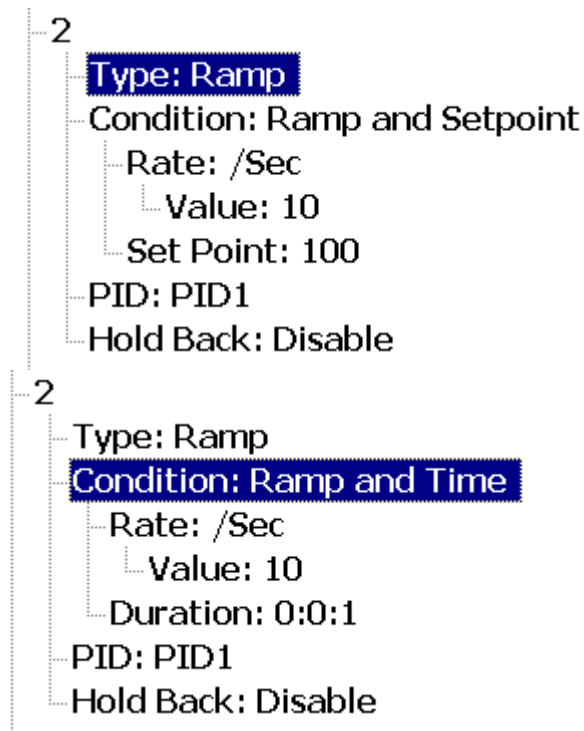 2
Type: Ramp
Condition: Ramp and Setpoint
Rate: /Sec
Value: 10
Set Point: 100
PID: PID1
Hold Back: Disable
2
Type: Ramp
Condition: Ramp and Time
Rate: /Sec
Value: 10
Duration: 0:0:1
PID: PID1
Hold Back: Disable